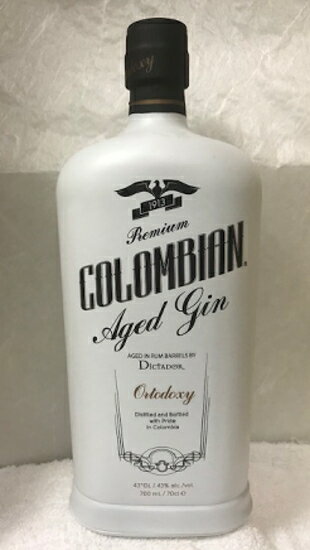 Ortodoxy
1913
Premium
COLOMBIAN
Aged Gin
AGED IN RUM BARRELS BY
DICTADOR
Ortodoxy
Distilled and Bottled
with Pride
in Colombia
43°GL / 43% alc./vol.
700 mL / 70cl ℮